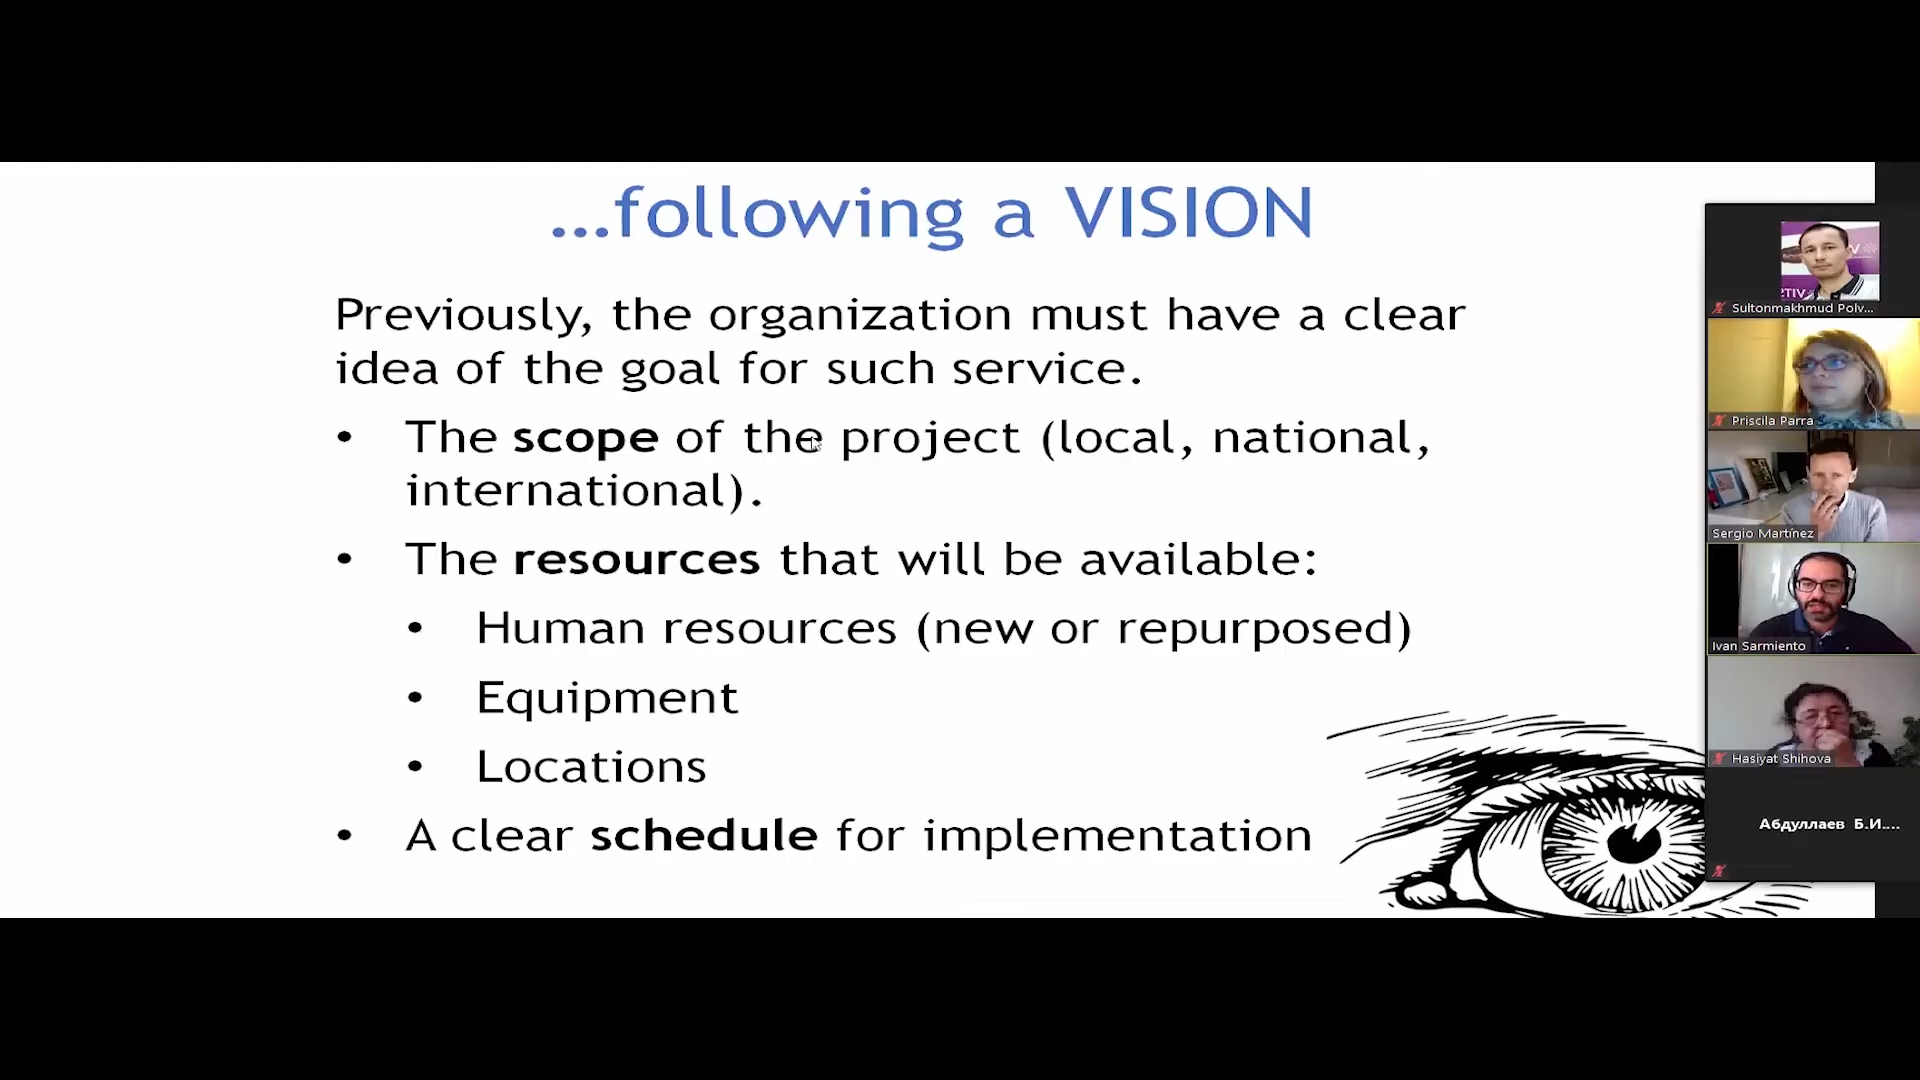 ...following a VISION
Previously, the organization must have a clear
idea of the goal for such service.
• The scope of the project (local, national,
international).
• The resources that will be available:
• Human resources (new or repurposed)
• Equipment
• Locations
• A clear schedule for implementation
Sultonmakhmud Polv...
Priscila Parra
Sergio Martínez
Ivan Sarmiento
Hasiyat Shihova
Абдуллаев Б.И....